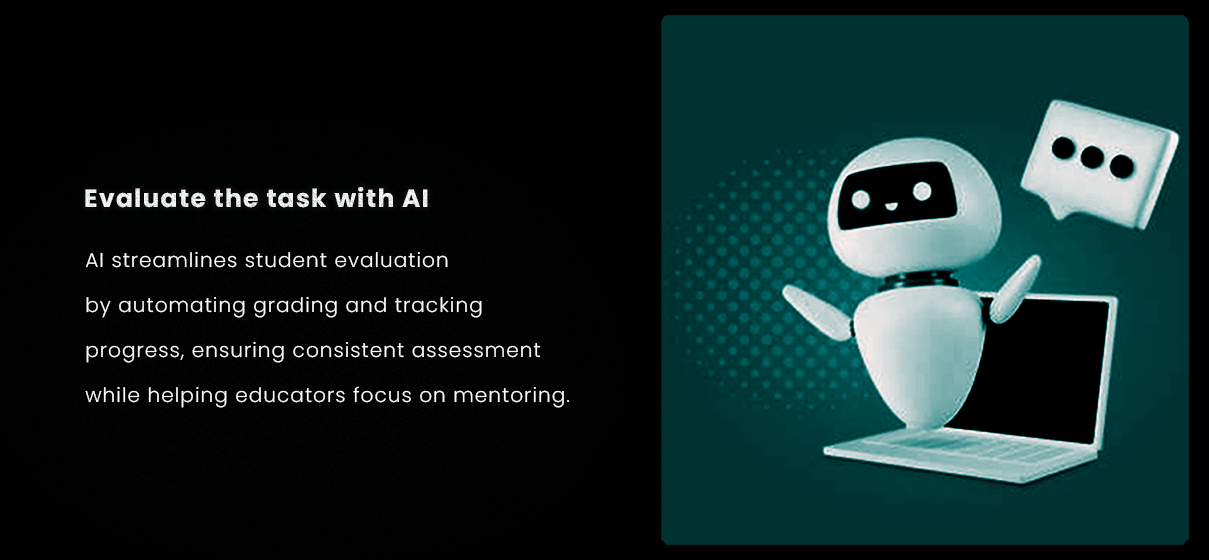 Evaluate the task with AI
AI streamlines student evaluation
by automating grading and tracking
progress, ensuring consistent assessment
while helping educators focus on mentoring.